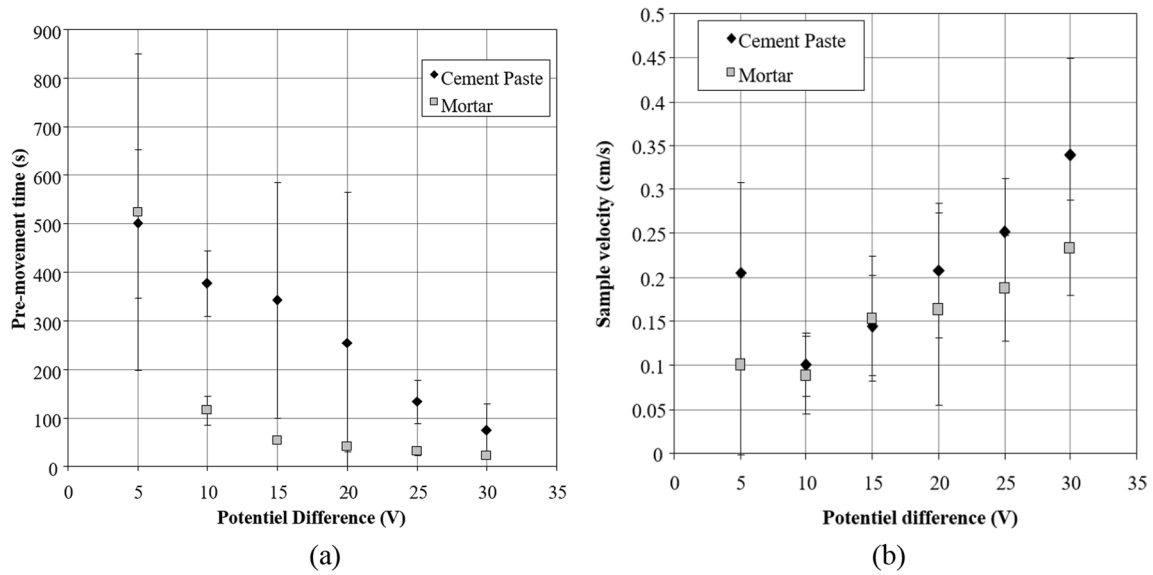 900
800
700
600
500
400
300
200
100
0
Pre-movement time (s)
Cement Paste
Mortar
0 5 10 15 20 25 30 35
Potentiel Difference (V)
(a)
0.5
0.45
0.4
0.35
0.3
0.25
0.2
0.15
0.1
0.05
0
Sample velocity (cm/s)
Cement Paste
Mortar
0 5 10 15 20 25 30 35
Potentiel difference (V)
(b)